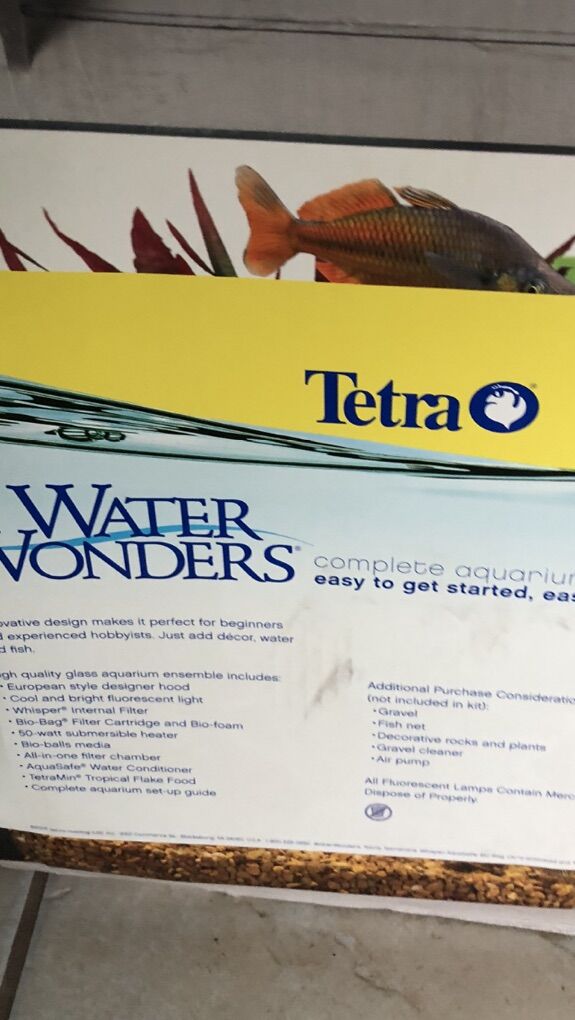 Tetra
WATER
WONDERS®
complete aquarium
easy to get started, eas
ovative design makes it perfect for beginners
d experienced hobbyists. Just add décor, water
d fish.
gh quality glass aquarium ensemble includes:
• European style designer hood
• Cool and bright fluorescent light
• Whisper® Internal Filter
• Bio-Bag® Filter Cartridge and Bio-foam
• 50-watt submersible heater
• Bio-balls media
• All-in-one filter chamber
• AquaSafe® Water Conditioner
• TetraMin® Tropical Flake Food
• Complete aquarium set-up guide
Additional Purchase Consideratio
(not included in kit):
• Gravel
• Fish net
• Decorative rocks and plants
• Gravel cleaner
• Air pump
All Fluorescent Lamps Contain Merc
Dispose of Properly.